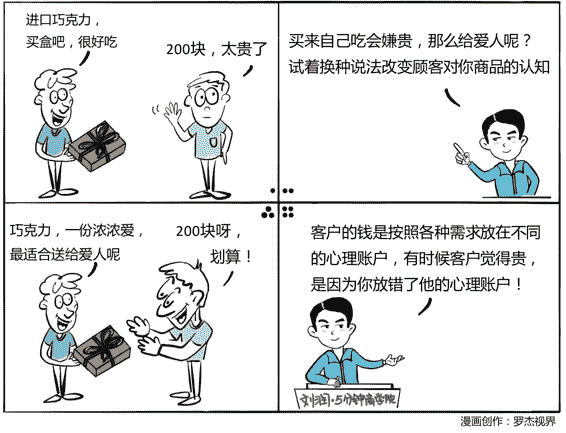 进口巧克力，
买盒吧，很好吃
200块，太贵了
买来自己吃会嫌贵，那么给爱人呢？
试着换种说法改变顾客对你商品的认知
巧克力，一份浓浓爱，
最适合送给爱人呢
200块呀，
划算！
客户的钱是按照各种需求放在不同
的心理账户，有时候客户觉得贵，
是因为你放错了他的心理账户！
刘润·5分钟商学院
漫画创作：罗杰视界